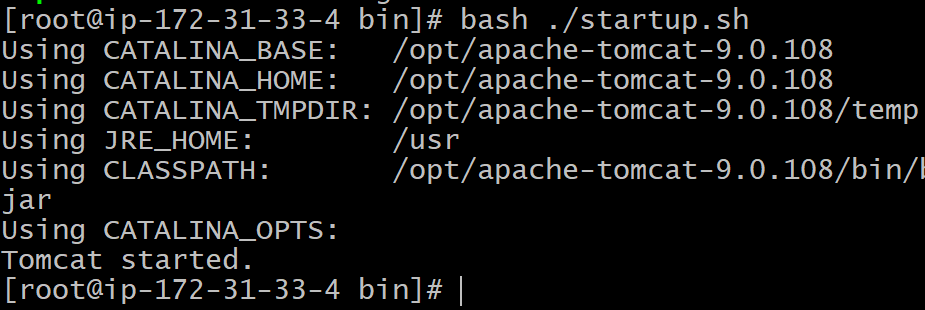 [root@ip-172-31-33-4 bin]# bash ./startup.sh
Using CATALINA_BASE:   /opt/apache-tomcat-9.0.108
Using CATALINA_HOME:   /opt/apache-tomcat-9.0.108
Using CATALINA_TMPDIR: /opt/apache-tomcat-9.0.108/temp
Using JRE_HOME:        /usr
Using CLASSPATH:       /opt/apache-tomcat-9.0.108/bin/b
jar
Using CATALINA_OPTS:
Tomcat started.
[root@ip-172-31-33-4 bin]#